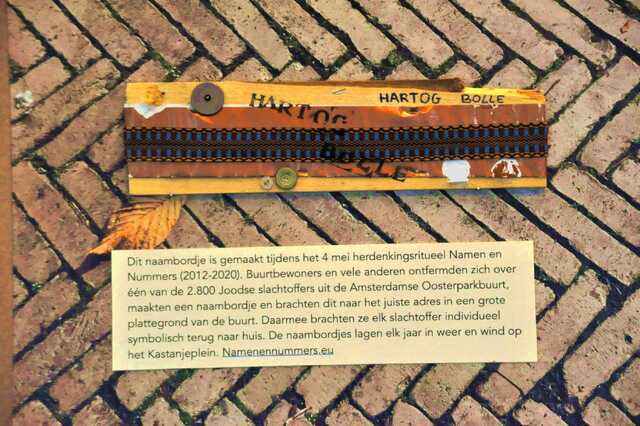 HARTOG BOLLE
HARTOG
BOLLE
Dit naambordje is gemaakt tijdens het 4 mei herdenkingsritueel Namen en
Nummers (2012-2020). Buurtbewoners en vele anderen ontfermden zich over
één van de 2.800 Joodse slachtoffers uit de Amsterdamse Oosterparkbuurt,
maakten een naambordje en brachten dit naar het juiste adres in een grote
plattegrond van de buurt. Daarmee brachten ze elk slachtoffer individueel
symbolisch terug naar huis. De naambordjes lagen elk jaar in weer en wind op
het Kastanjeplein. Namenennummers.eu